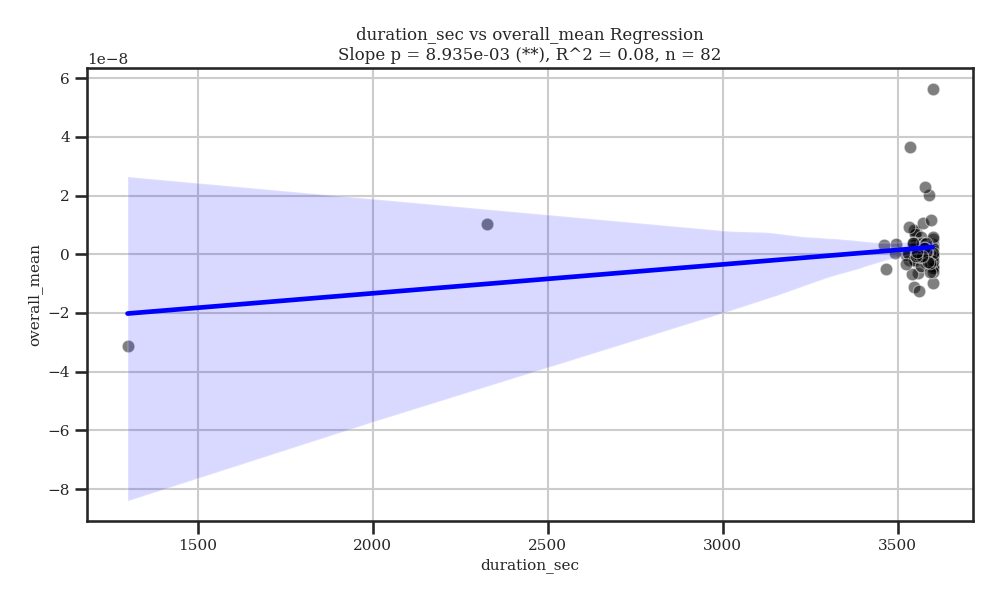 duration_sec vs overall_mean Regression
Slope p = 8.935e-03 (**), R^2 = 0.08, n = 82
1e−8
6
4
2
0
−2
−4
−6
−8
overall_mean
1500
2000
2500
3000
3500
duration_sec